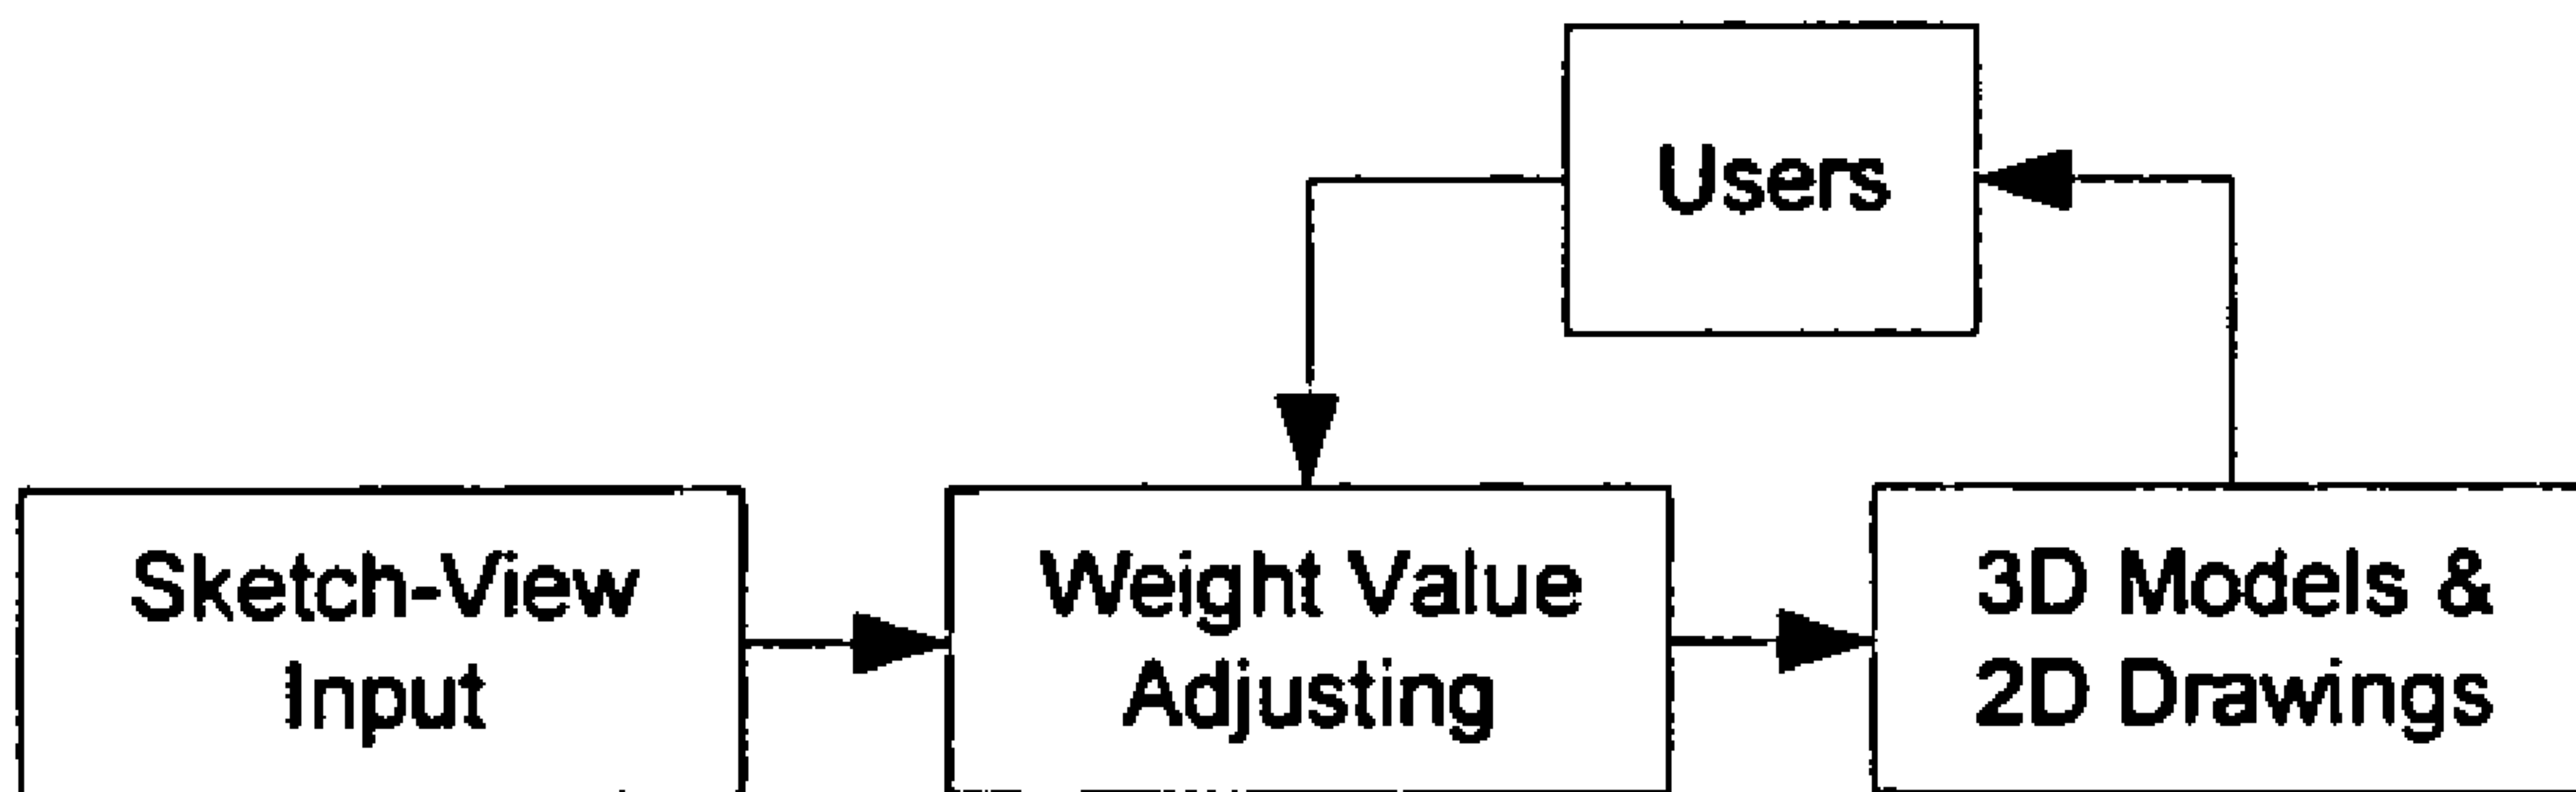 Users
Sketch-View
Input
Weight Value
Adjusting
3D Models &
2D Drawings